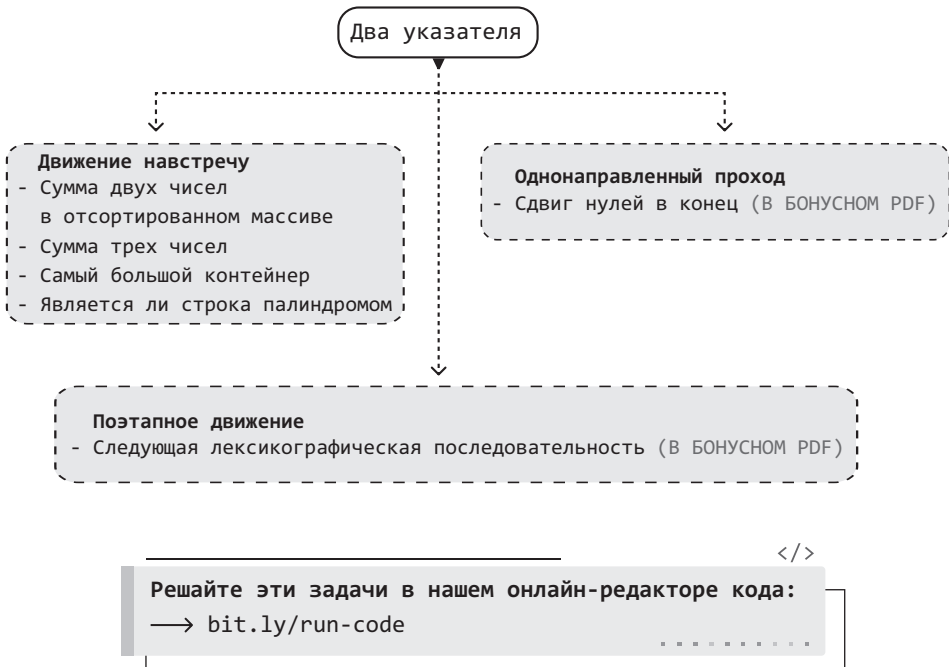 Два указателя
Движение навстречу
- Сумма двух чисел
в отсортированном массиве
- Сумма трех чисел
- Самый большой контейнер
- Является ли строка палиндромом
Однонаправленный проход
- Сдвиг нулей в конец (В БОНУСНОМ PDF)
Поэтапное движение
- Следующая лексикографическая последовательность (В БОНУСНОМ PDF)
</>
Решайте эти задачи в нашем онлайн-редакторе кода:
⟶ bit.ly/run-code